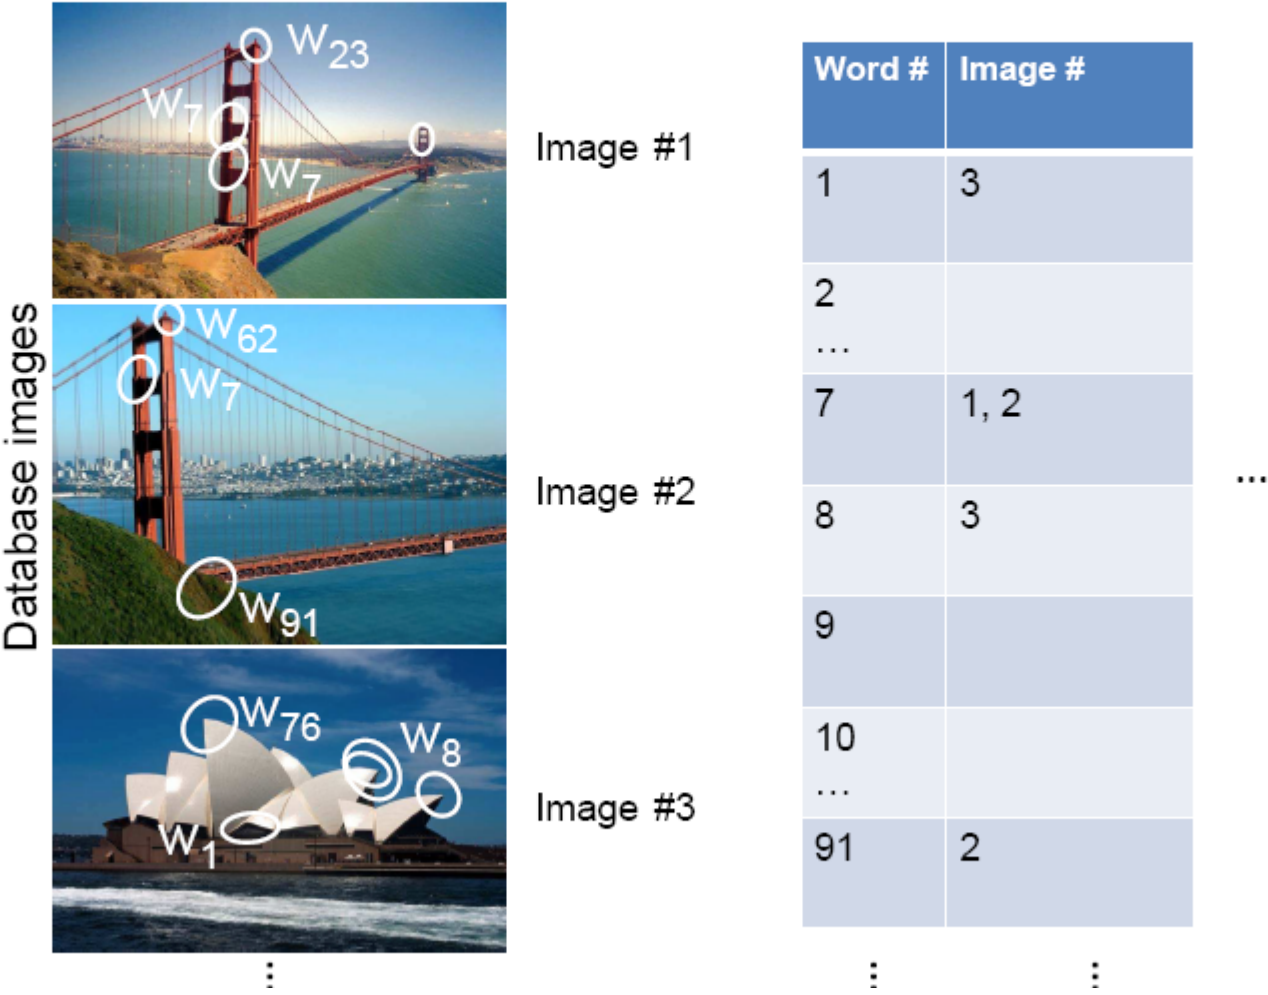 Database images
w23
w7
w7
Image #1
w62
w7
w91
Image #2
w76
w8
w1
Image #3
⋮
Word # Image #
1 3
2
…
7 1, 2
8 3
9
10
…
91 2
⋮ ⋮
...